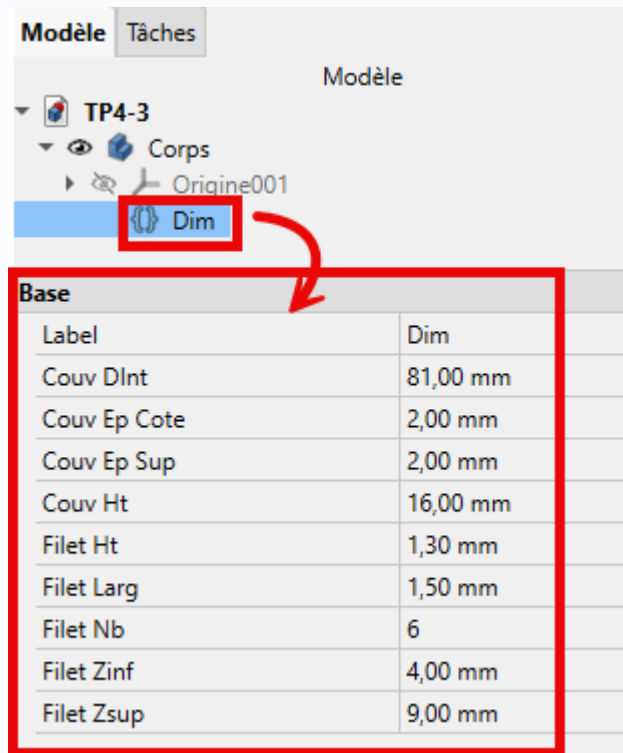 Modèle Tâches
Modèle
TP4-3
Corps
Origine001
Dim
Base
Label Dim
Couv DInt 81,00 mm
Couv Ep Cote 2,00 mm
Couv Ep Sup 2,00 mm
Couv Ht 16,00 mm
Filet Ht 1,30 mm
Filet Larg 1,50 mm
Filet Nb 6
Filet Zinf 4,00 mm
Filet Zsup 9,00 mm